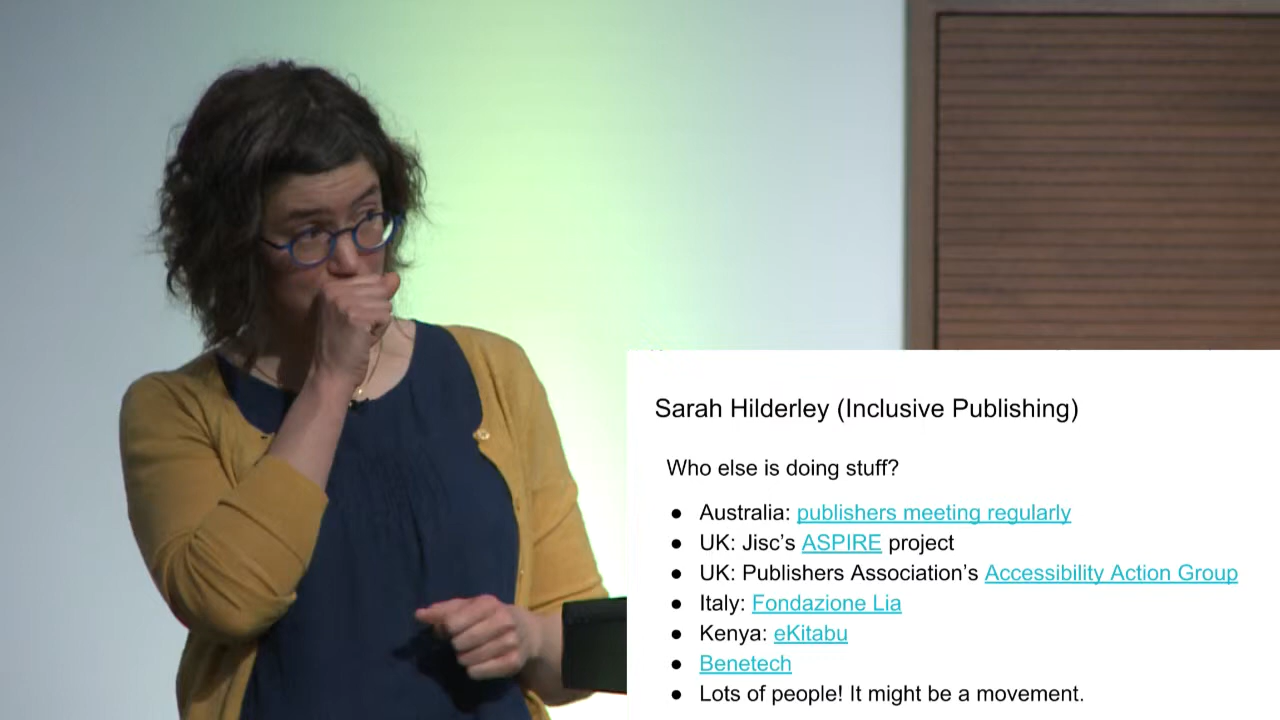 Sarah Hilderley (Inclusive Publishing)
Who else is doing stuff?
● Australia: publishers meeting regularly
● UK: Jisc’s ASPIRE project
● UK: Publishers Association’s Accessibility Action Group
● Italy: Fondazione Lia
● Kenya: eKitabu
● Benetech
● Lots of people! It might be a movement.